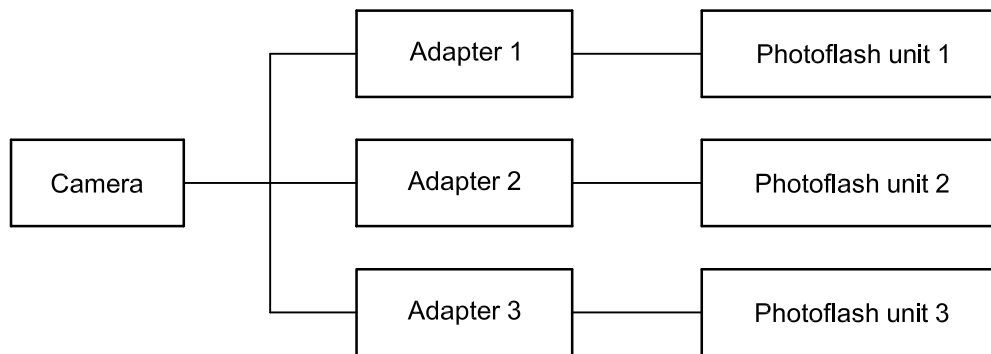 Camera
Adapter 1
Photoflash unit 1
Adapter 2
Photoflash unit 2
Adapter 3
Photoflash unit 3